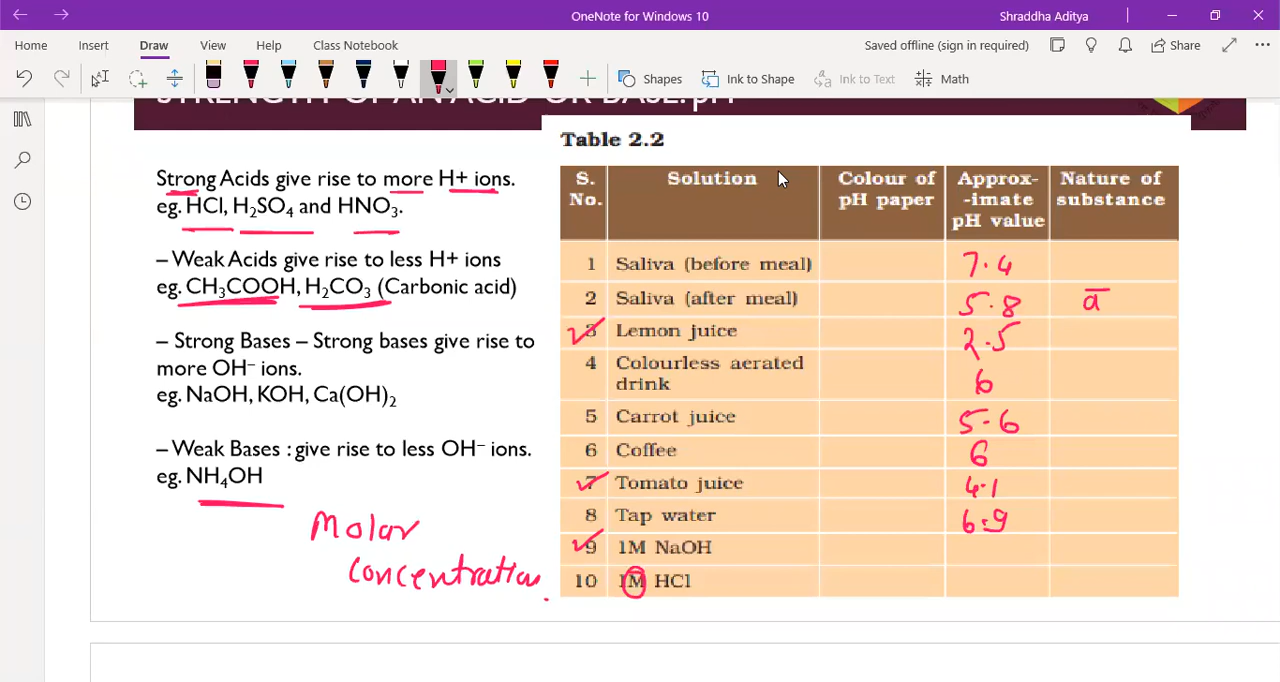 OneNote for Windows 10
Shraddha Aditya
Home Insert Draw View Help Class Notebook
Saved offline (sign in required)
Share
Shapes
Ink to Shape
Ink to Text
Math
STRENGTH OF AN ACID OR BASE: pH
Strong Acids give rise to more H+ ions.
eg. HCl, H₂SO₄ and HNO₃.
– Weak Acids give rise to less H+ ions
eg. CH₃COOH, H₂CO₃ (Carbonic acid)
– Strong Bases – Strong bases give rise to
more OH⁻ ions.
eg. NaOH, KOH, Ca(OH)₂
– Weak Bases : give rise to less OH⁻ ions.
eg. NH₄OH
Molar
concentration.
Table 2.2
S. No. Solution Colour of pH paper Approx- -imate pH value Nature of substance
1 Saliva (before meal) 7.4
2 Saliva (after meal) 5.8 a
3 Lemon juice 2.5
4 Colourless aerated
drink 6
5 Carrot juice 5.6
6 Coffee 6
7 Tomato juice 4.1
8 Tap water 6.9
9 1M NaOH
10 1M HCl